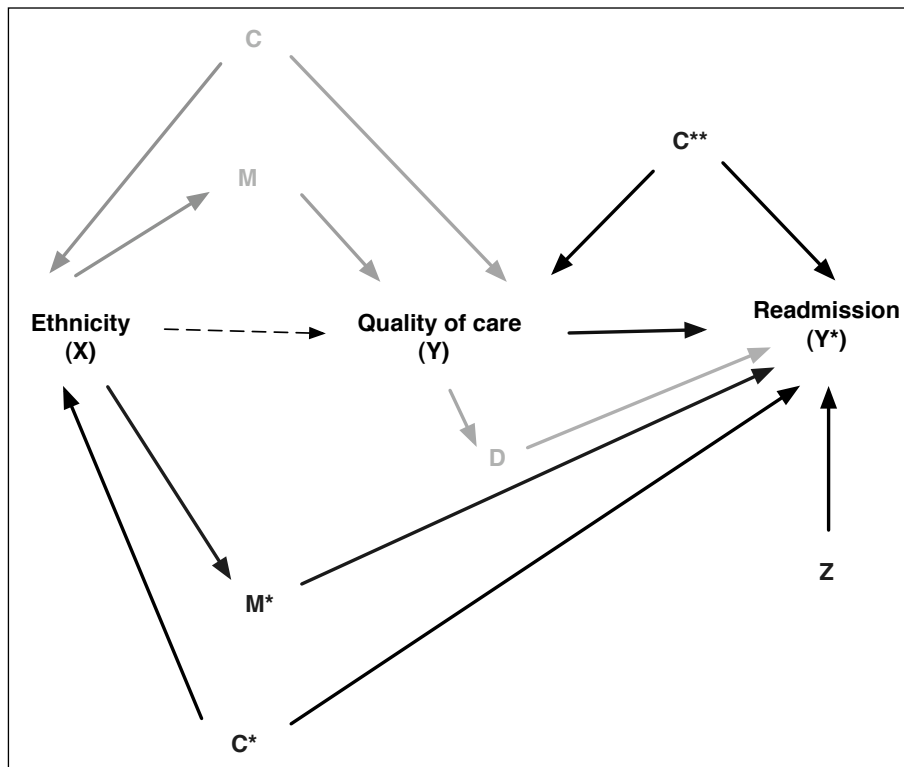 C
C**
M
Ethnicity
(X)
Quality of care
(Y)
Readmission
(Y*)
D
Z
M*
C*